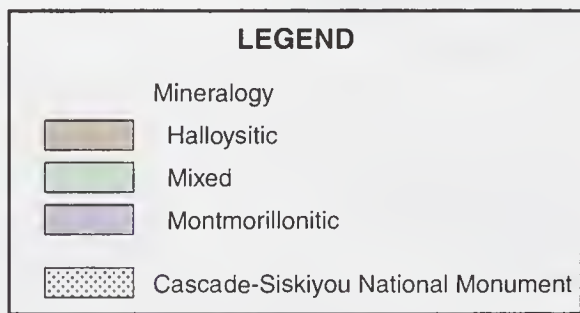 LEGEND
Mineralogy
Halloysitic
Mixed
Montmorillonitic
Cascade-Siskiyou National Monument